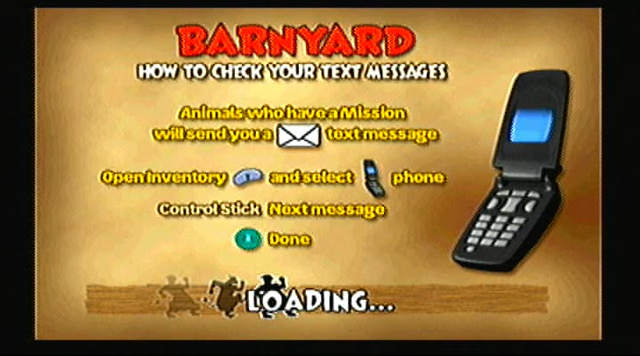 BARNYARD
HOW TO CHECK YOUR TEXT MESSAGES
Animals who have a Mission
will send you a text message
Open Inventory and select phone
Control Stick Next message
Done
LOADING...